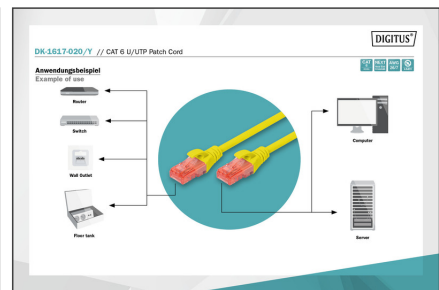 DIGITUS®
DK-1617-020/Y // CAT 6 U/UTP Patch Cord
Anwendungsbeispiel
Example of use
Router
Switch
Wall Outlet
Floor tank
Computer
Server